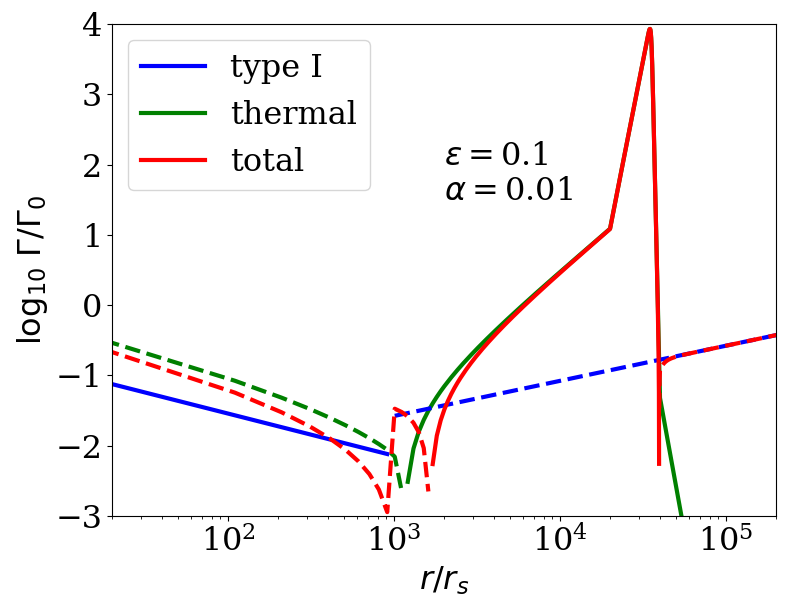 type I
thermal
total
ε = 0.1
α = 0.01
log₁₀ Γ/Γ₀
4
3
2
1
0
−1
−2
−3
10²
10³
10⁴
10⁵
r/rₛ